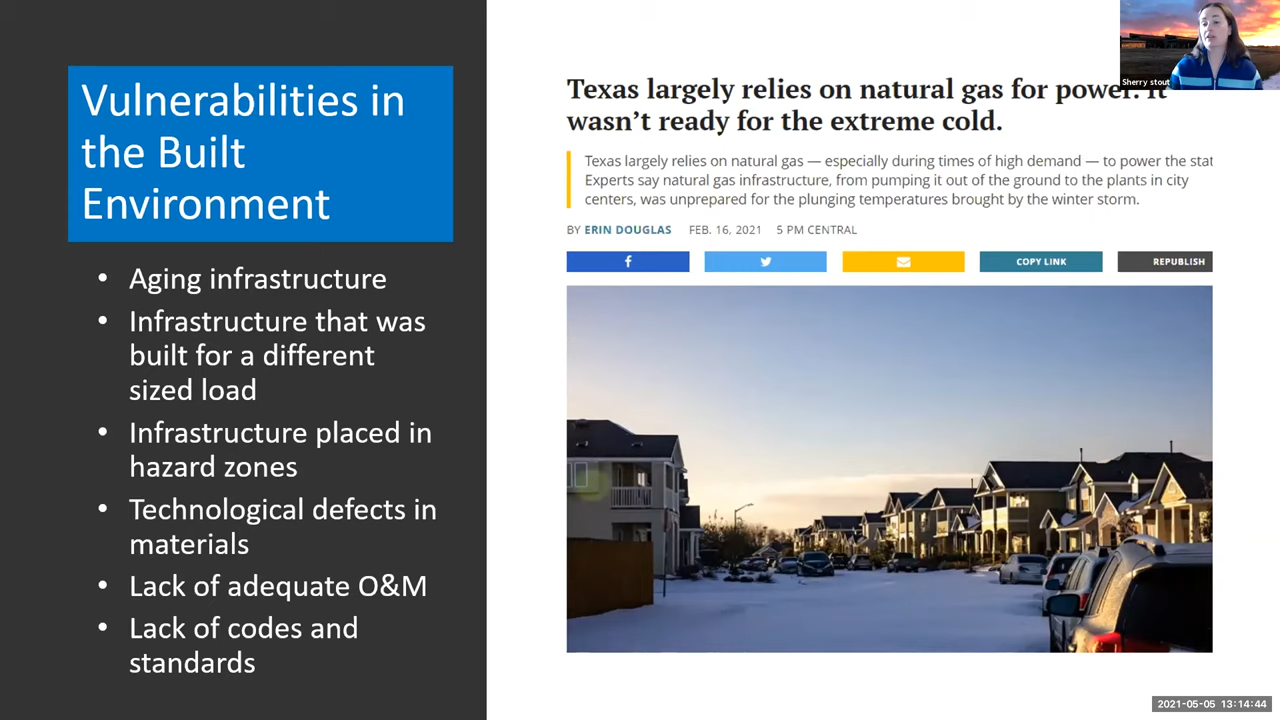 Vulnerabilities in
the Built
Environment
• Aging infrastructure
• Infrastructure that was
built for a different
sized load
• Infrastructure placed in
hazard zones
• Technological defects in
materials
• Lack of adequate O&M
• Lack of codes and
standards
Texas largely relies on natural gas for power. It
wasn’t ready for the extreme cold.
Texas largely relies on natural gas — especially during times of high demand — to power the stat
Experts say natural gas infrastructure, from pumping it out of the ground to the plants in city
centers, was unprepared for the plunging temperatures brought by the winter storm.
BY ERIN DOUGLAS FEB. 16, 2021 5 PM CENTRAL
COPY LINK REPUBLISH
Sherry stout
2021-05-05 13:14:44